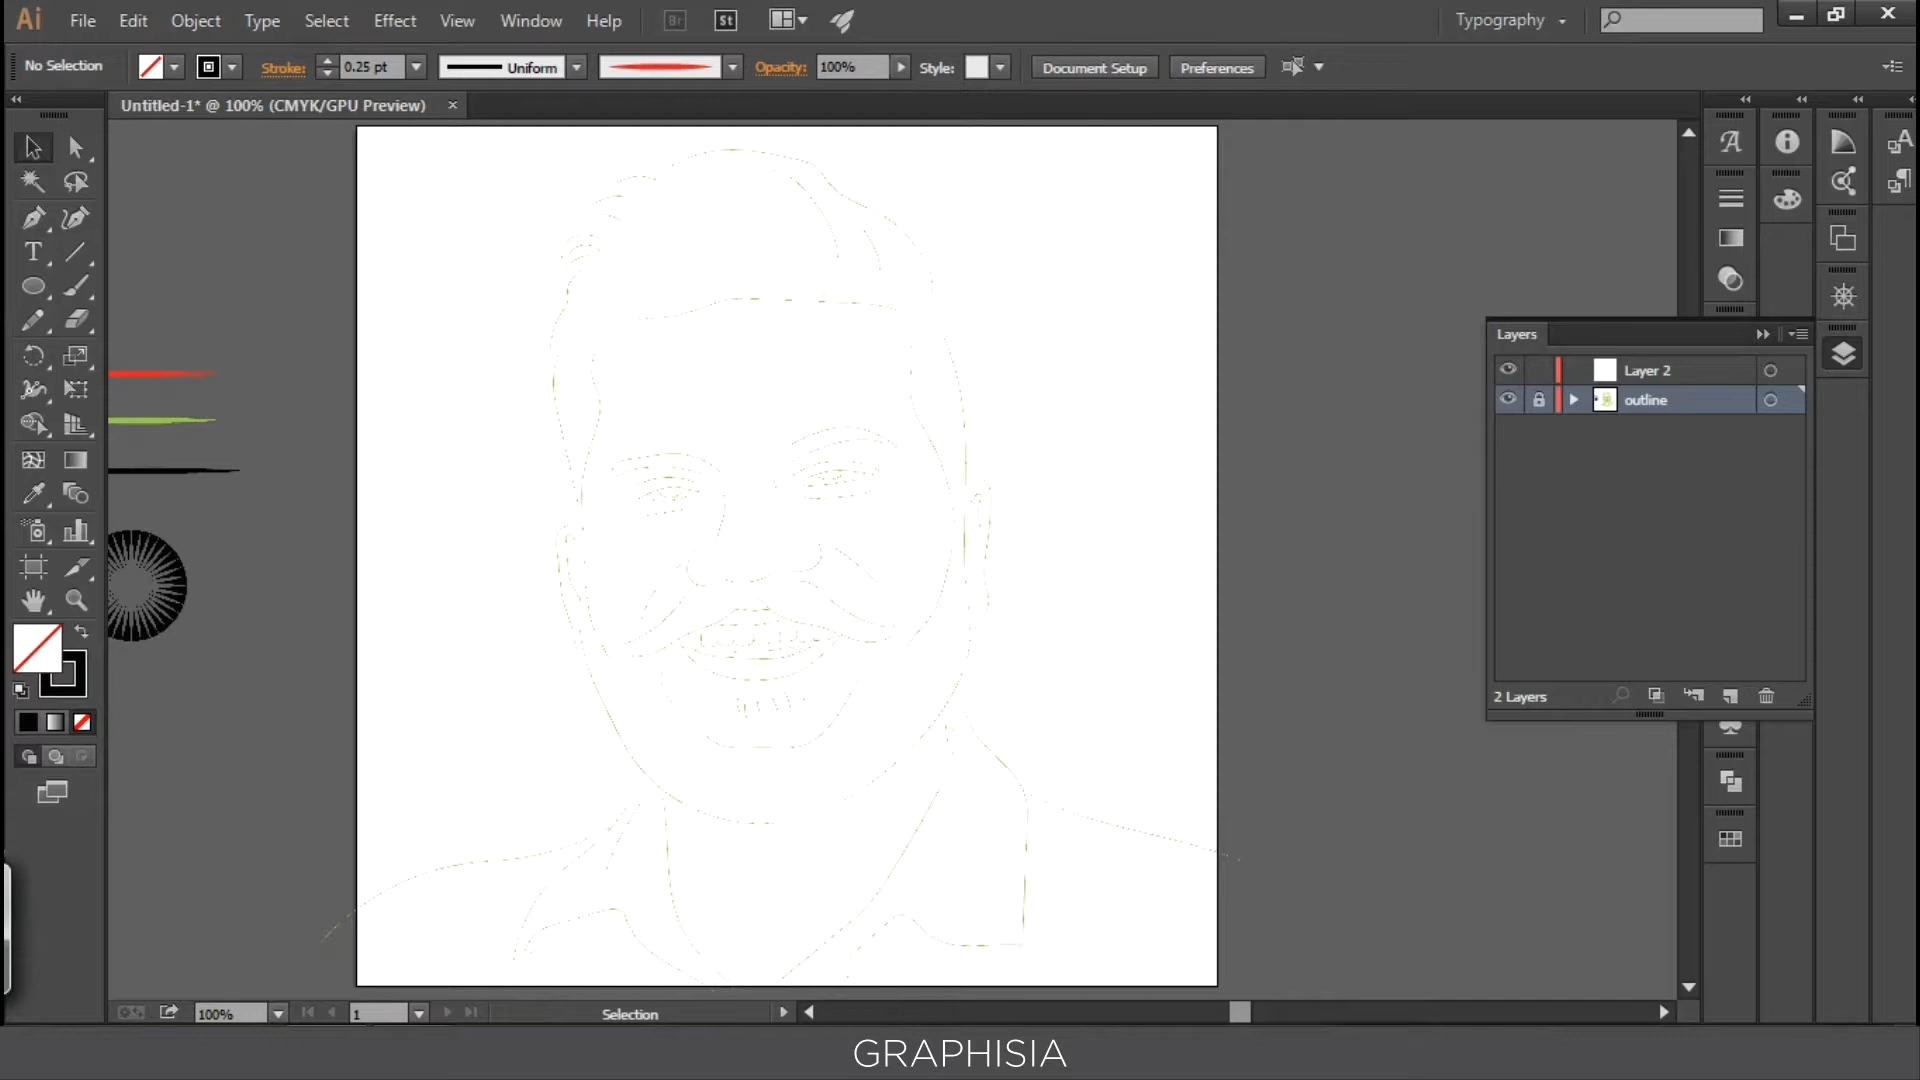 Ai File Edit Object Type Select Effect View Window Help Br St Typography
No Selection Stroke: 0.25 pt Uniform Opacity: 100% Style: Document Setup Preferences
Untitled-1* @ 100% (CMYK/GPU Preview)
Layers
Layer 2
outline
2 Layers
100% 1 Selection
GRAPHISIA